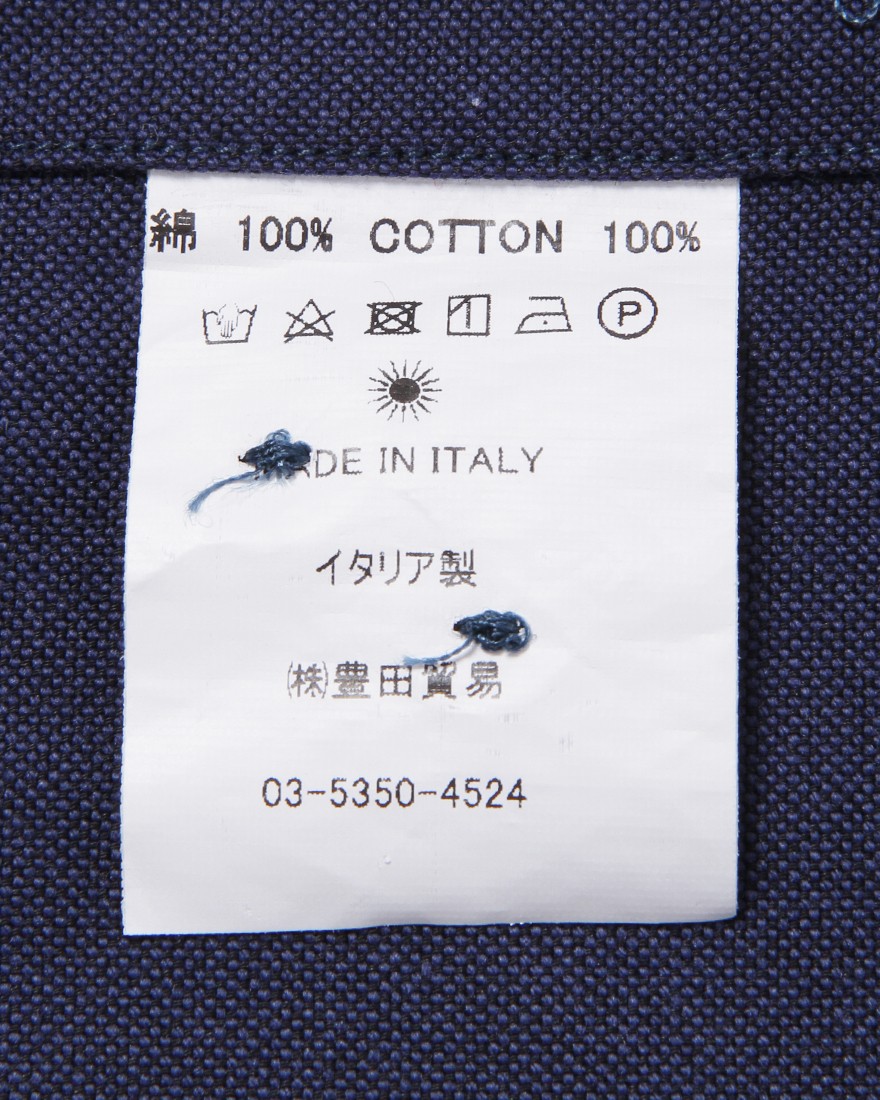 綿 100% COTTON 100%
P
DE IN ITALY
イタリア製
㈱豊田貿易
03-5350-4524